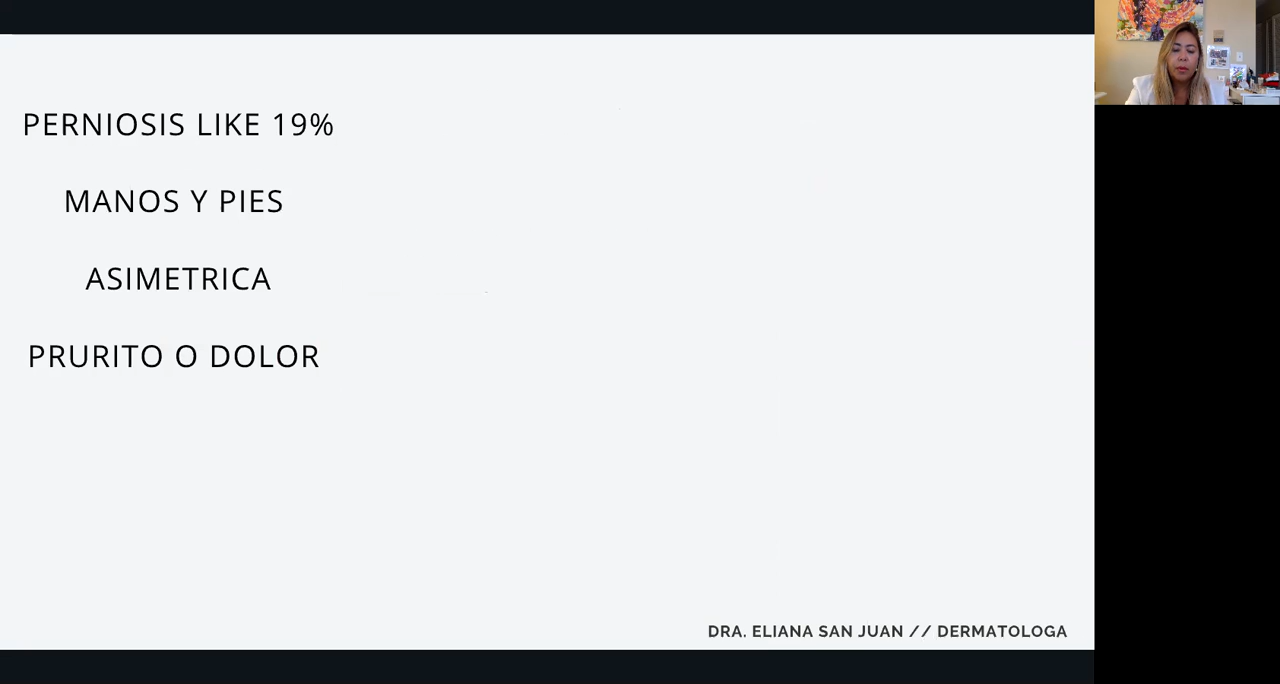 PERNIOSIS LIKE 19%
MANOS Y PIES
ASIMETRICA
PRURITO O DOLOR
DRA. ELIANA SAN JUAN // DERMATOLOGA